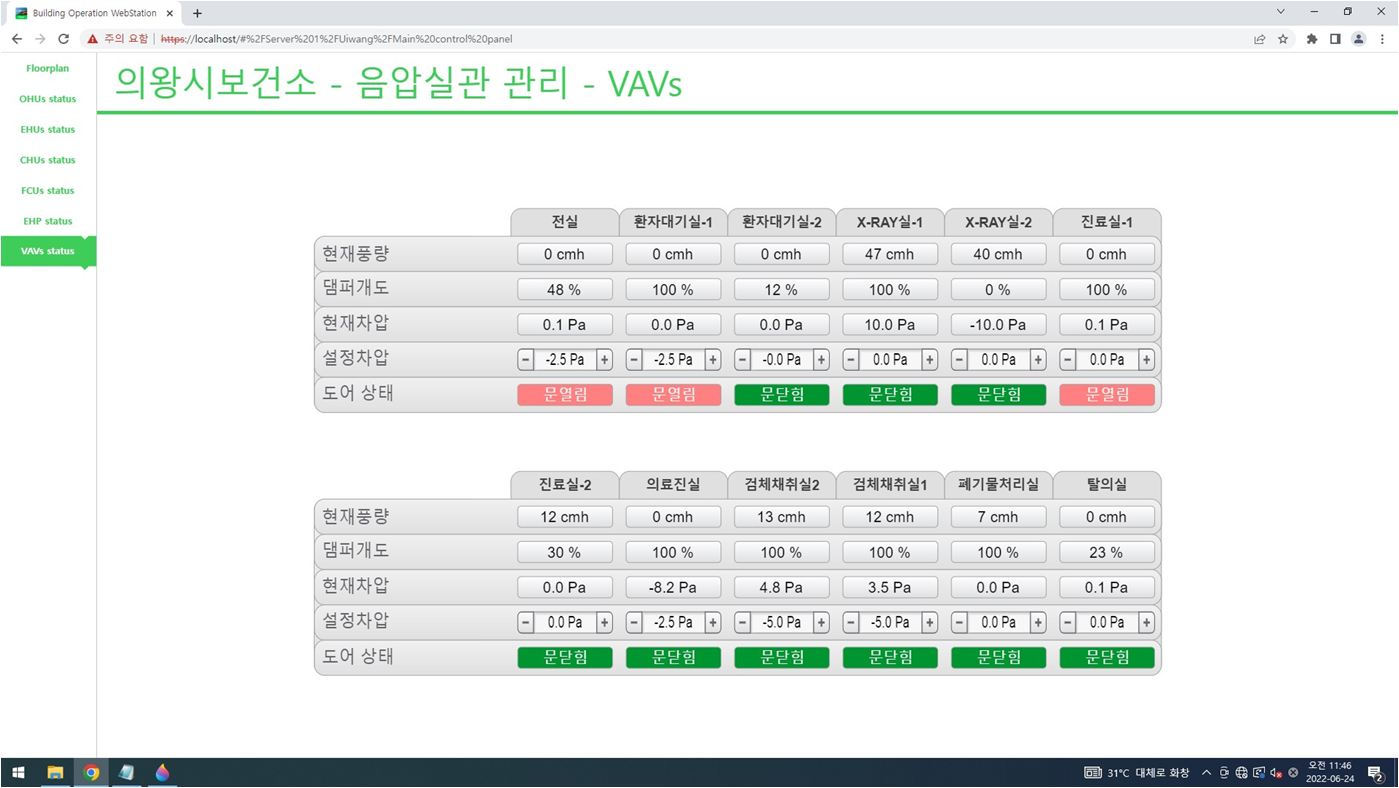 Building Operation WebStation
주의 요함 https://localhost/#%2FServer%201%2FUiwang%2FMain%20control%20panel
Floorplan
OHUs status
EHUs status
CHUs status
FCUs status
EHP status
VAVs status
의왕시보건소 - 음압실관 관리 - VAVs
전실 환자대기실-1 환자대기실-2 X-RAY실-1 X-RAY실-2 진료실-1
현재풍량 0 cmh 0 cmh 0 cmh 47 cmh 40 cmh 0 cmh
댐퍼개도 48 % 100 % 12 % 100 % 0 % 100 %
현재차압 0.1 Pa 0.0 Pa 0.0 Pa 10.0 Pa -10.0 Pa 0.1 Pa
설정차압 - -2.5 Pa + - -2.5 Pa + - -0.0 Pa + - 0.0 Pa + - 0.0 Pa + - 0.0 Pa +
도어 상태 문열림 문열림 문닫힘 문닫힘 문닫힘 문열림
진료실-2 의료진실 검체채취실2 검체채취실1 폐기물처리실 탈의실
현재풍량 12 cmh 0 cmh 13 cmh 12 cmh 7 cmh 0 cmh
댐퍼개도 30 % 100 % 100 % 100 % 100 % 23 %
현재차압 0.0 Pa -8.2 Pa 4.8 Pa 3.5 Pa 0.0 Pa 0.1 Pa
설정차압 - 0.0 Pa + - -2.5 Pa + - -5.0 Pa + - -5.0 Pa + - 0.0 Pa + - 0.0 Pa +
도어 상태 문닫힘 문닫힘 문닫힘 문닫힘 문닫힘 문닫힘
31°C 대체로 화창
오전 11:46
2022-06-24
2